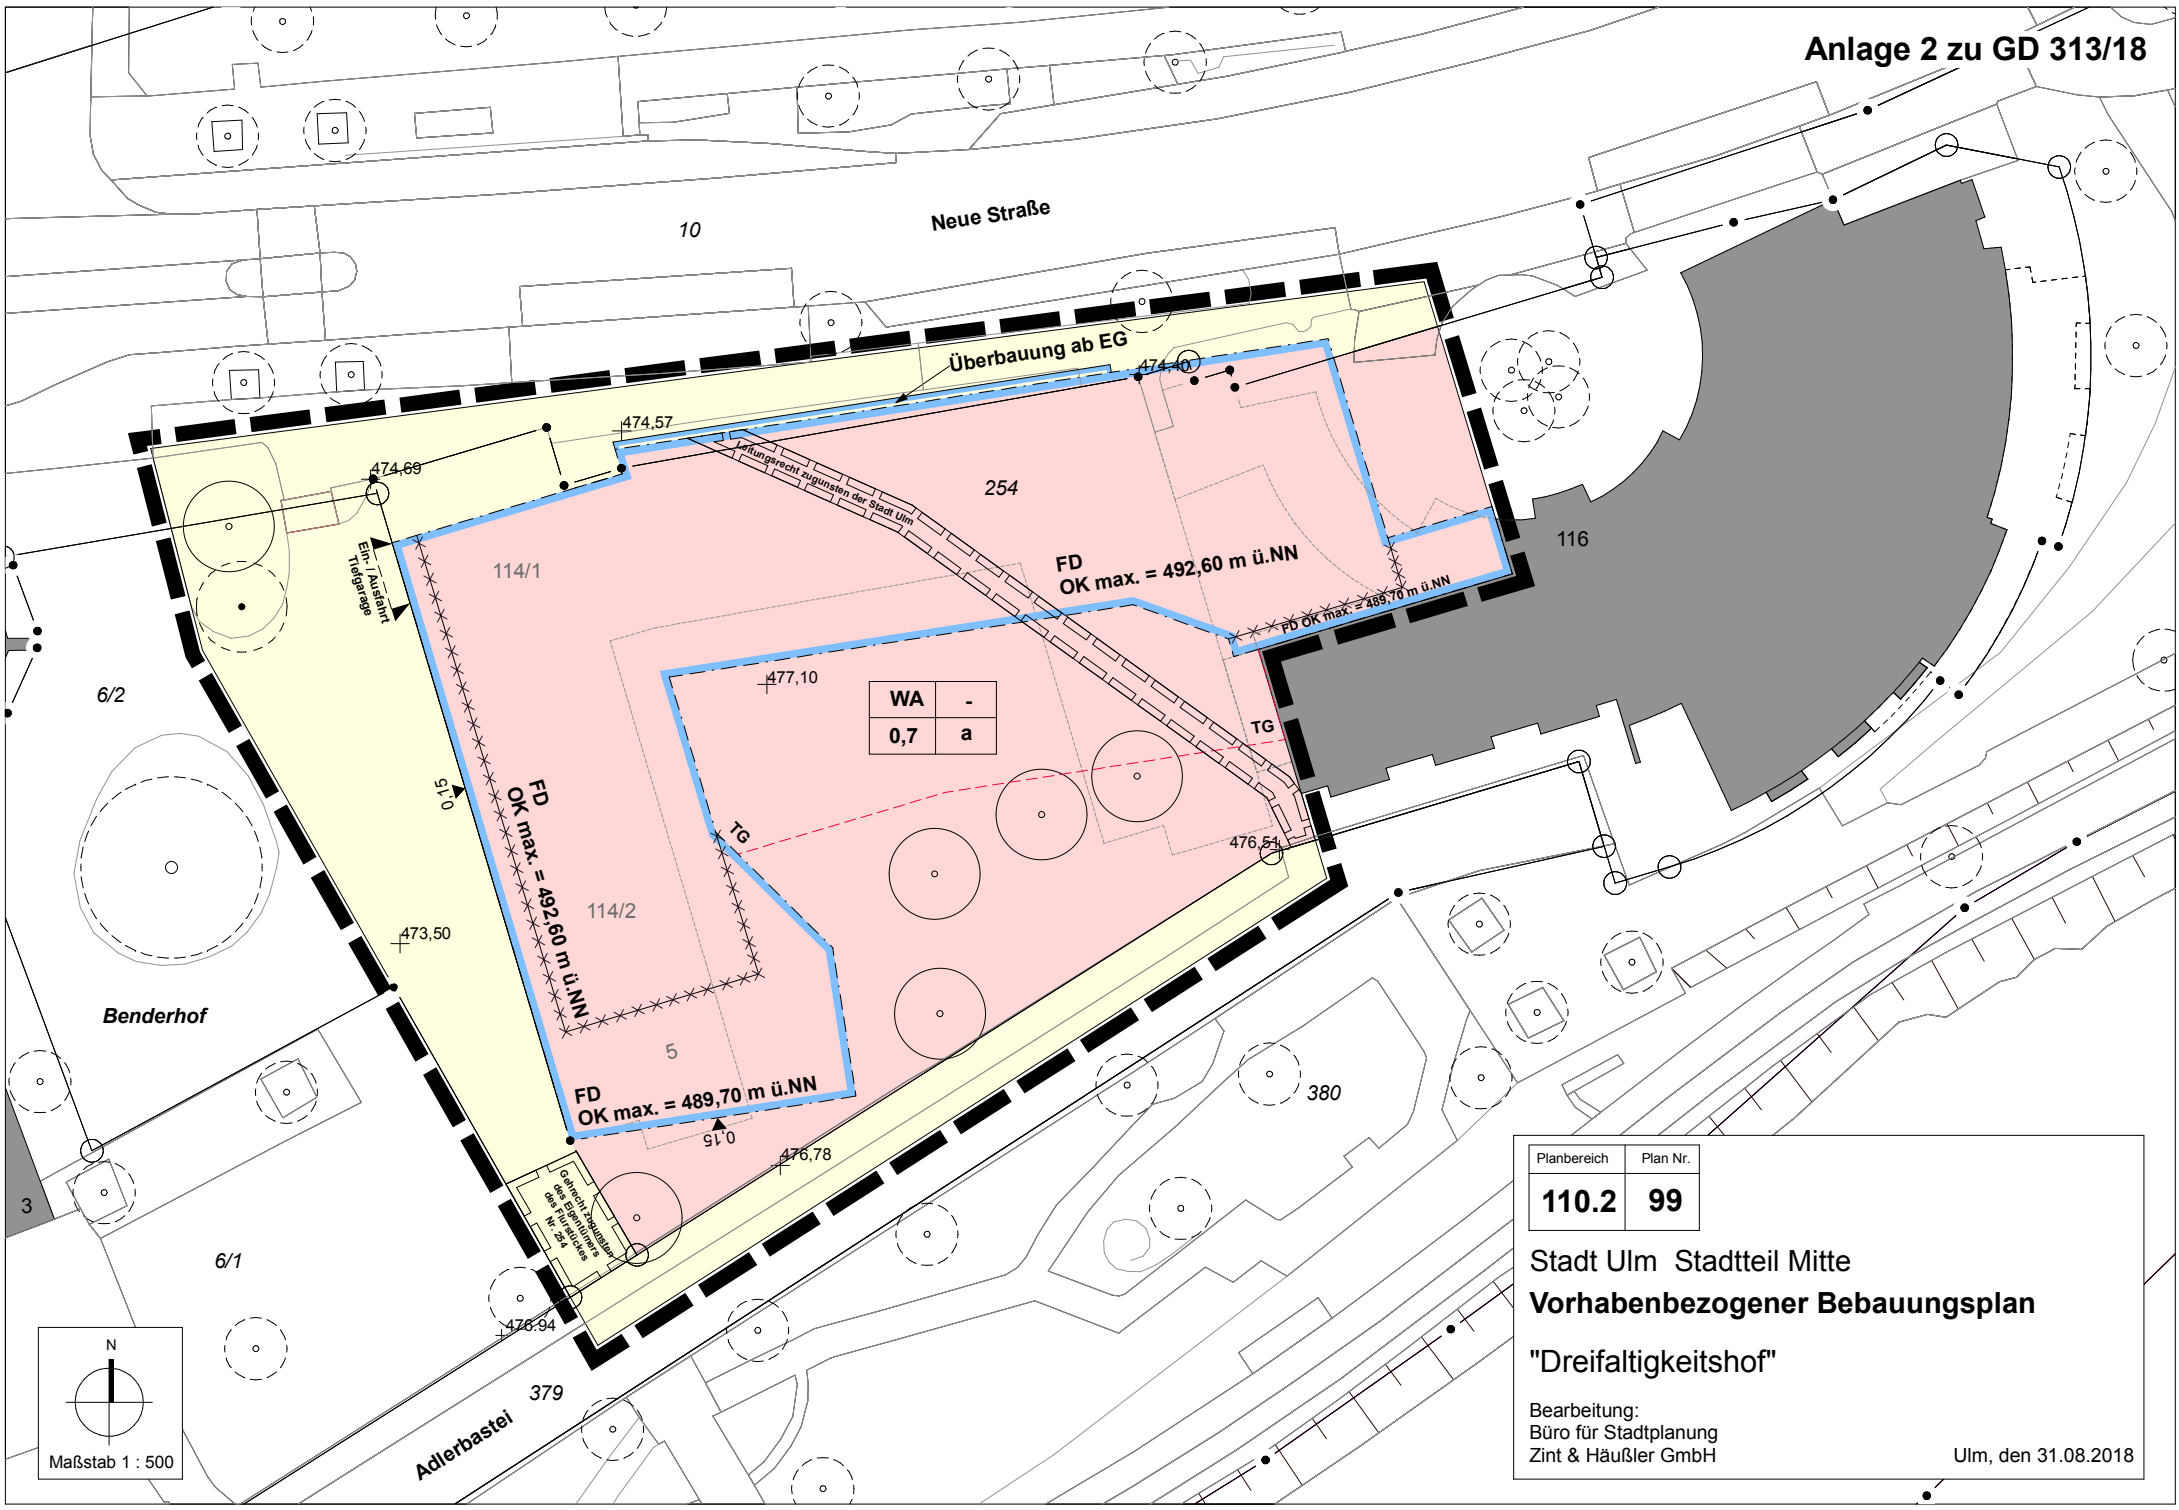 Anlage 2 zu GD 313/18
10
Neue Straße
Überbauung ab EG
474,40
474,57
474,69
Leitungsrecht zugunsten der Stadt Ulm
254
Ein- / Ausfahrt
Tiefgarage
114/1
FD
OK max. = 492,60 m ü.NN
116
FD OK max. = 489,70 m ü.NN
6/2
477,10
WA -
0,7 a
TG
0,15
FD
OK max. = 492,60 m ü.NN
TG
476,51
114/2
473,50
Benderhof
5
FD
OK max. = 489,70 m ü.NN
0,15
476,78
380
Gehrecht zugunsten
des Eigentümers
des Flurstückes
Nr. 254
3
6/1
476.94
379
Adlerbastei
N
Maßstab 1 : 500
Planbereich Plan Nr.
110.2 99
Stadt Ulm Stadtteil Mitte
Vorhabenbezogener Bebauungsplan
"Dreifaltigkeitshof"
Bearbeitung:
Büro für Stadtplanung
Zint & Häußler GmbH
Ulm, den 31.08.2018